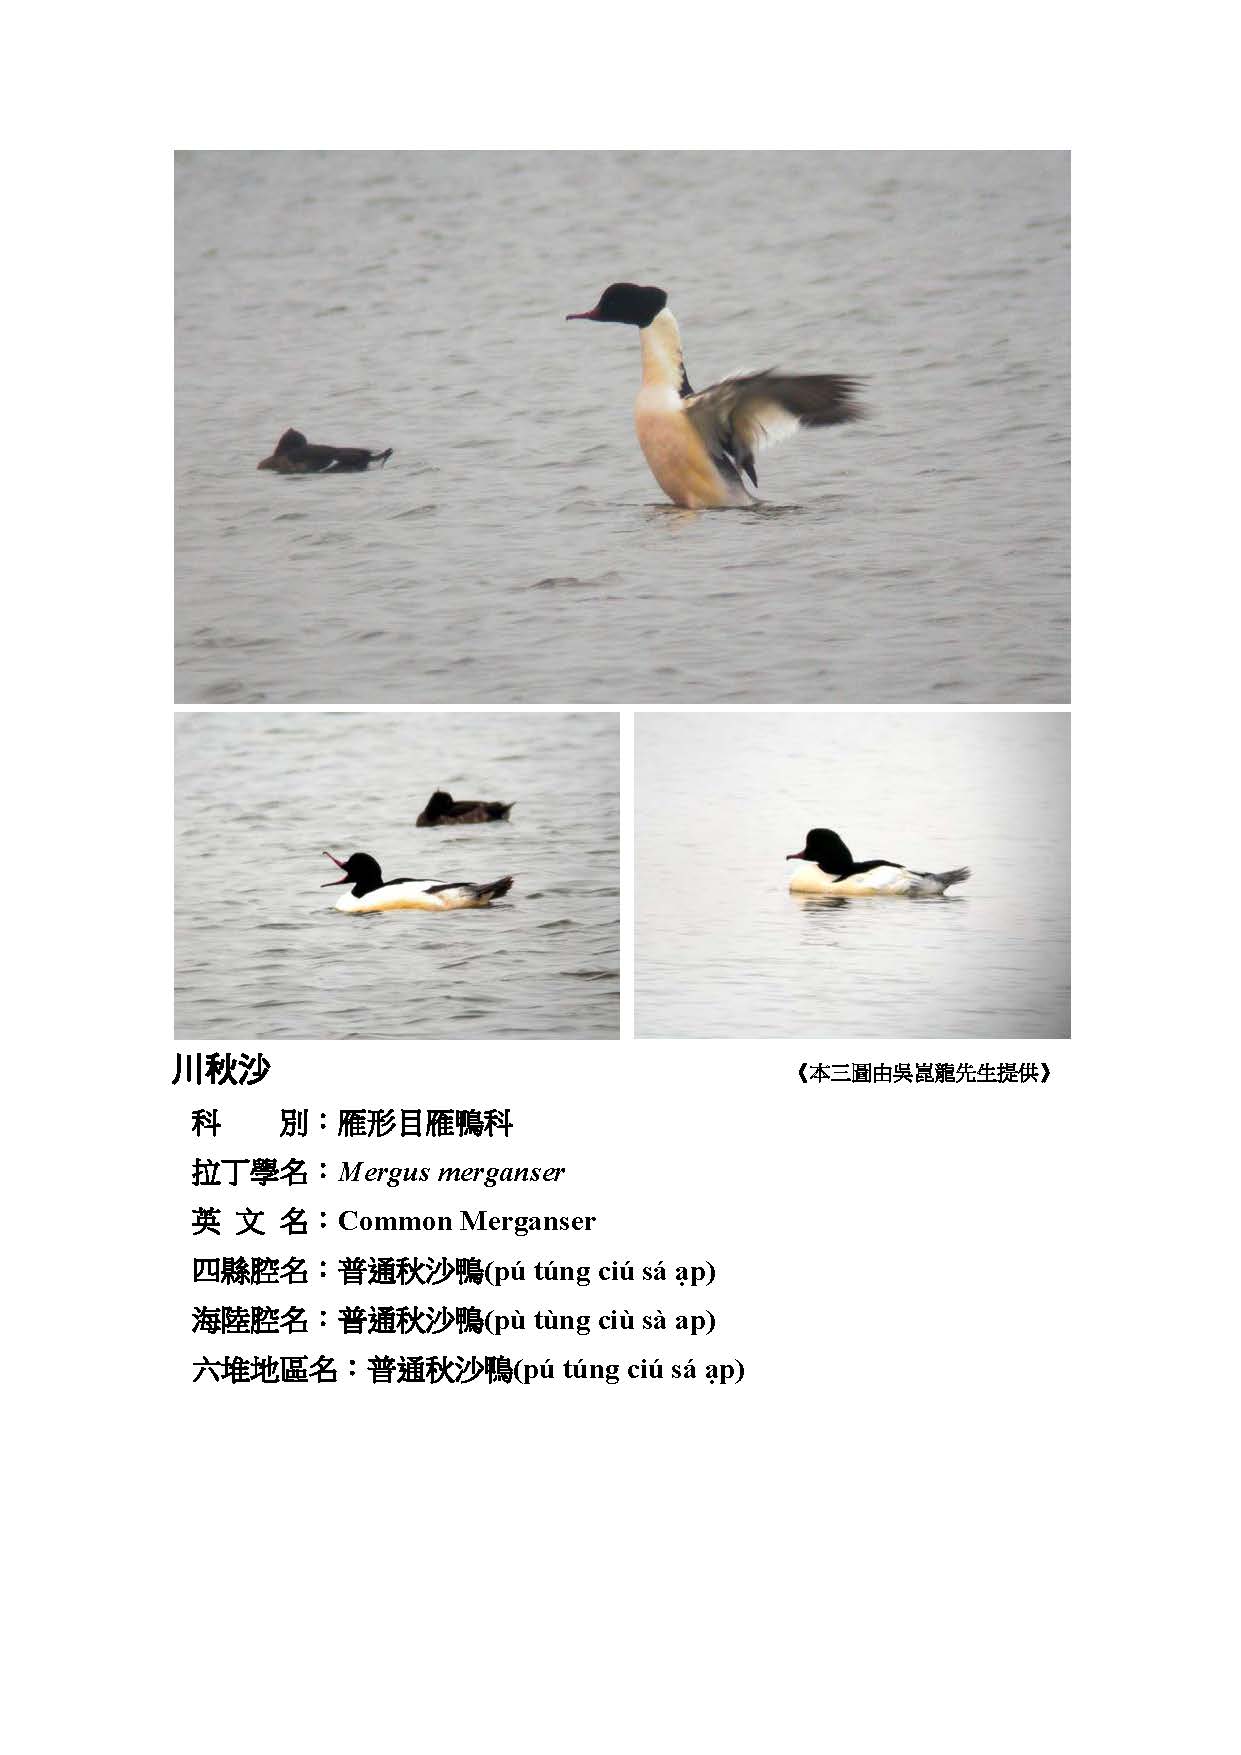 川秋沙 《本三圖由吳崑龍先生提供》
科　　別：雁形目雁鴨科
拉丁學名：Mergus merganser
英 文 名：Common Merganser
四縣腔名：普通秋沙鴨(pú túng ciú sá ạp)
海陸腔名：普通秋沙鴨(pù tùng ciù sà ap)
六堆地區名：普通秋沙鴨(pú túng ciú sá ạp)